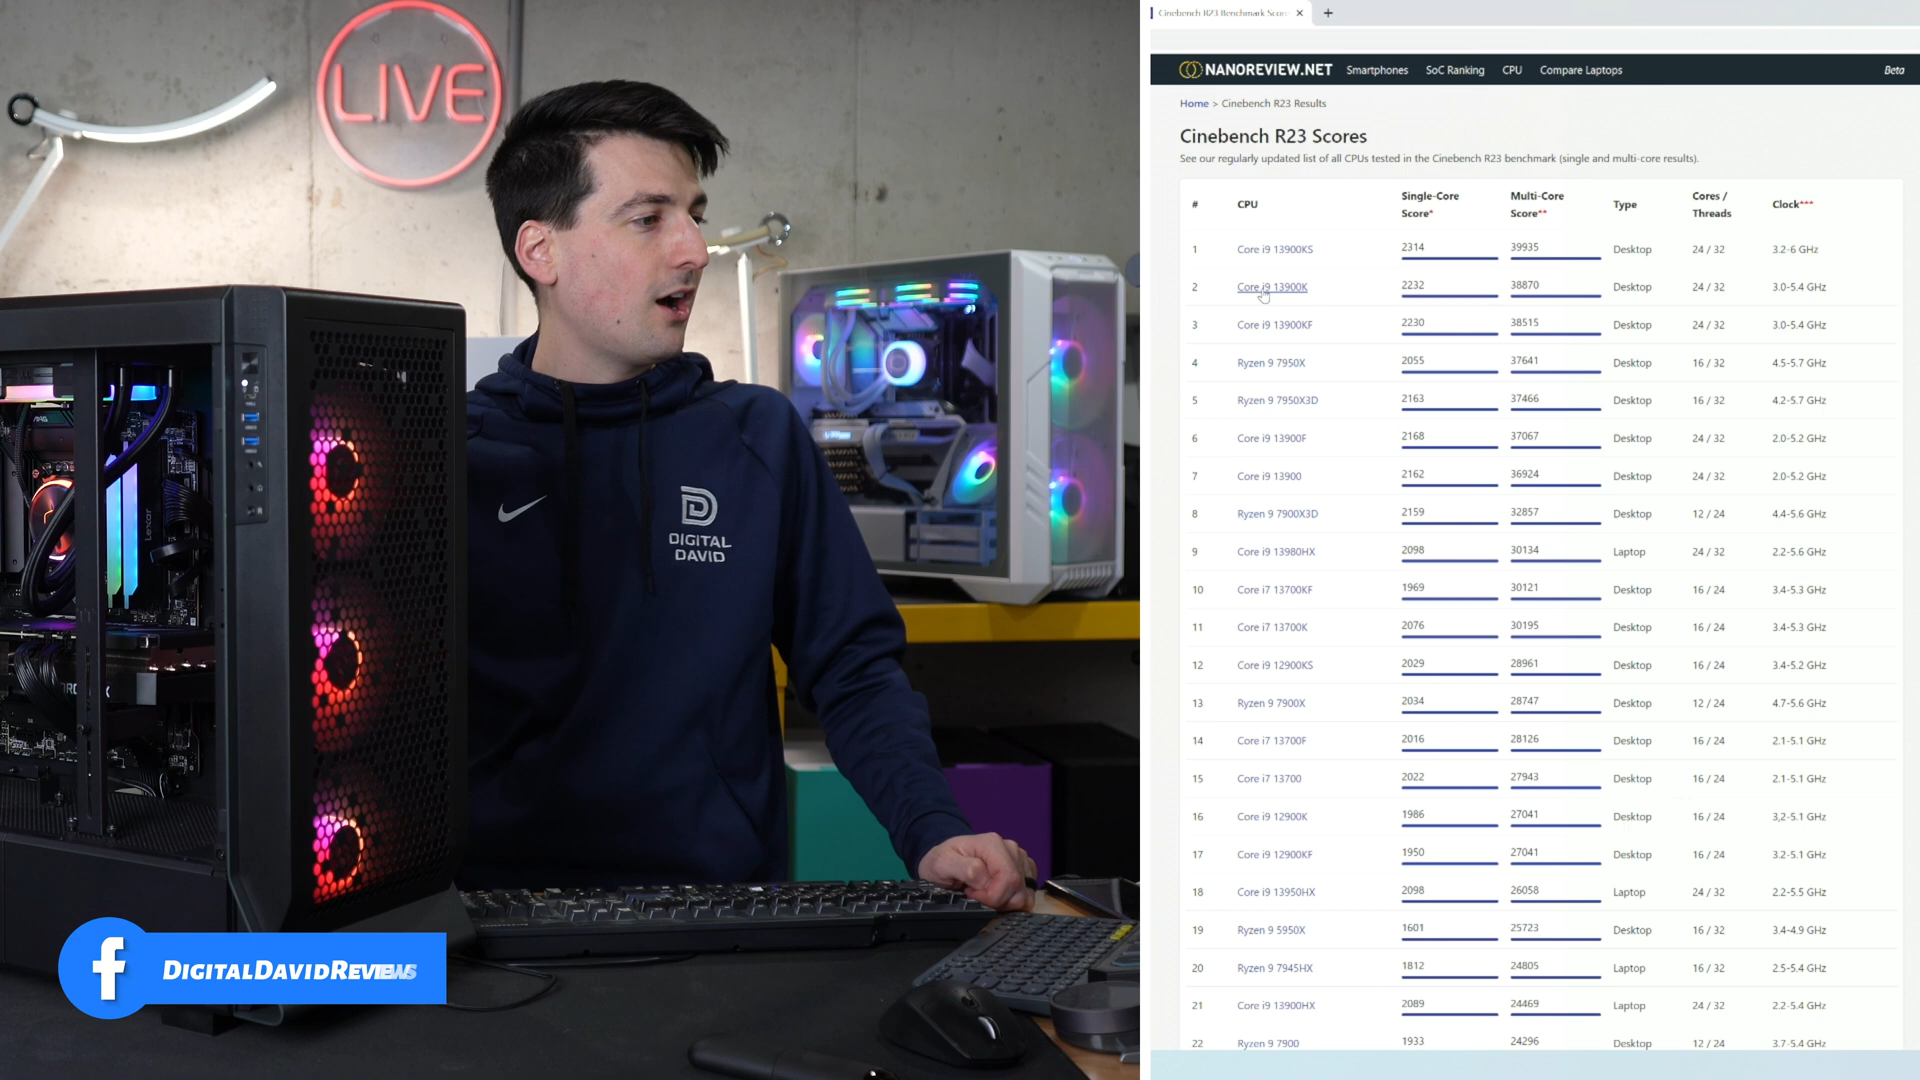 LIVE
DIGITAL
DAVID
Lexar
DIGITALDAVIDREVIEWS
Cinebench R23 Benchmark Scor
NANOREVIEW.NET Smartphones SoC Ranking CPU Compare Laptops Beta
Home > Cinebench R23 Results
Cinebench R23 Scores
See our regularly updated list of all CPUs tested in the Cinebench R23 benchmark (single and multi-core results).
# CPU Single-Core Score* Multi-Core Score** Type Cores / Threads Clock***
1 Core i9 13900KS 2314 39935 Desktop 24 / 32 3.2-6 GHz
2 Core i9 13900K 2232 38870 Desktop 24 / 32 3.0-5.4 GHz
3 Core i9 13900KF 2230 38515 Desktop 24 / 32 3.0-5.4 GHz
4 Ryzen 9 7950X 2055 37641 Desktop 16 / 32 4.5-5.7 GHz
5 Ryzen 9 7950X3D 2163 37466 Desktop 16 / 32 4.2-5.7 GHz
6 Core i9 13900F 2168 37067 Desktop 24 / 32 2.0-5.2 GHz
7 Core i9 13900 2162 36924 Desktop 24 / 32 2.0-5.2 GHz
8 Ryzen 9 7900X3D 2159 32857 Desktop 12 / 24 4.4-5.6 GHz
9 Core i9 13980HX 2098 30134 Laptop 24 / 32 2.2-5.6 GHz
10 Core i7 13700KF 1969 30121 Desktop 16 / 24 3.4-5.3 GHz
11 Core i7 13700K 2076 30195 Desktop 16 / 24 3.4-5.3 GHz
12 Core i9 12900KS 2029 28961 Desktop 16 / 24 3.4-5.2 GHz
13 Ryzen 9 7900X 2034 28747 Desktop 12 / 24 4.7-5.6 GHz
14 Core i7 13700F 2016 28126 Desktop 16 / 24 2.1-5.1 GHz
15 Core i7 13700 2022 27943 Desktop 16 / 24 2.1-5.1 GHz
16 Core i9 12900K 1986 27041 Desktop 16 / 24 3,2-5.1 GHz
17 Core i9 12900KF 1950 27041 Desktop 16 / 24 3.2-5.1 GHz
18 Core i9 13950HX 2098 26058 Laptop 24 / 32 2.2-5.5 GHz
19 Ryzen 9 5950X 1601 25723 Desktop 16 / 32 3.4-4.9 GHz
20 Ryzen 9 7945HX 1812 24805 Laptop 16 / 32 2.5-5.4 GHz
21 Core i9 13900HX 2089 24469 Laptop 24 / 32 2.2-5.4 GHz
22 Ryzen 9 7900 1933 24296 Desktop 12 / 24 3.7-5.4 GHz